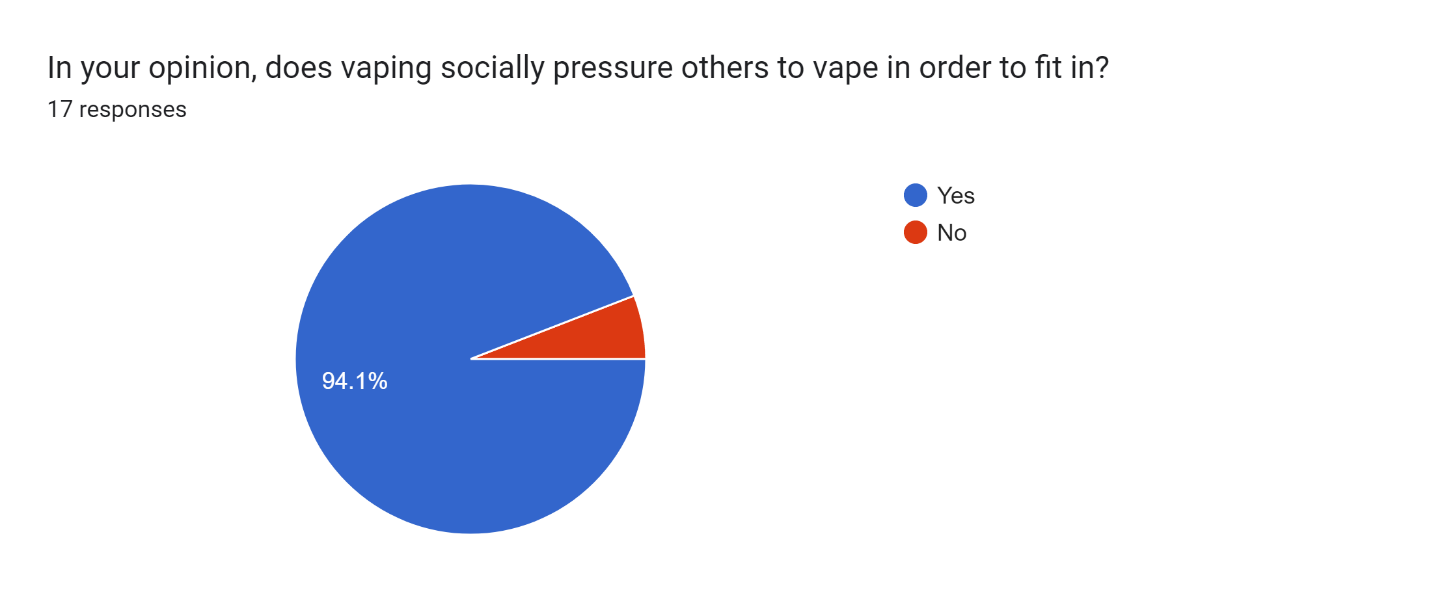 In your opinion, does vaping socially pressure others to vape in order to fit in?
17 responses
94.1%
Yes
No